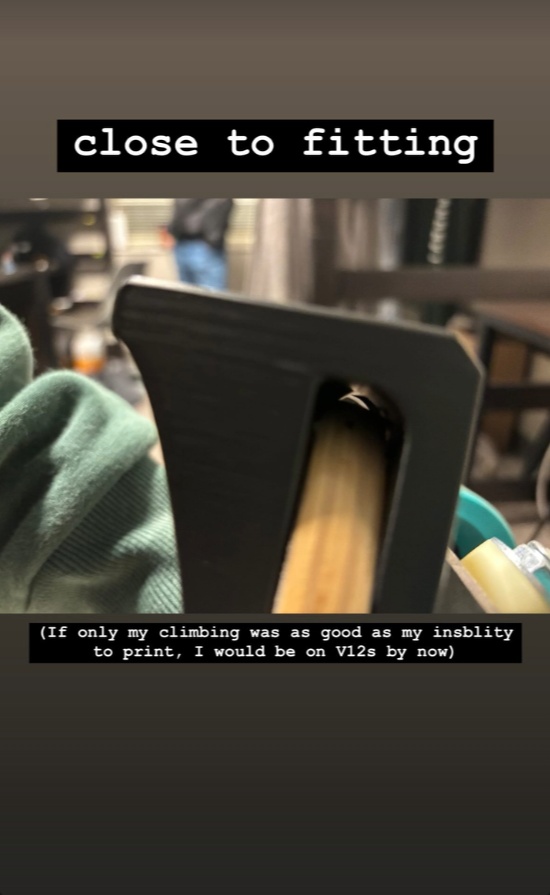 close to fitting
(If only my climbing was as good as my insblity
to print, I would be on V12s by now)